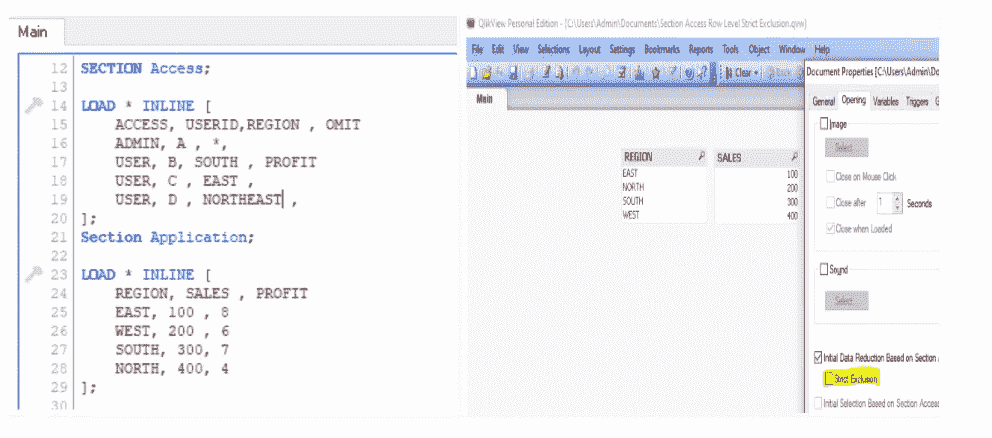 Main
12 SECTION Access;
13
14 LOAD * INLINE [
15 ACCESS, USERID,REGION , OMIT
16 ADMIN, A , *,
17 USER, B, SOUTH , PROFIT
18 USER, C , EAST ,
19 USER, D , NORTHEAST ,
20 ];
21 Section Application;
22
23 LOAD * INLINE [
24 REGION, SALES , PROFIT
25 EAST, 100 , 8
26 WEST, 200 , 6
27 SOUTH, 300, 7
28 NORTH, 400, 4
29 ];
30
QlikView Personal Edition - [C:\Users\Admin\Documents\Section Access Row Level Strict Exclusion.qvw]
File Edit View Selections Layout Settings Bookmarks Reports Tools Object Window Help
Clear
Main
REGION
EAST
NORTH
SOUTH
WEST
SALES
100
200
300
400
Document Properties [C:\Users\Admin\Do
General Opening Variables Triggers G
Image
Select
Close on Mouse Click
Close after 1 Seconds
Close when Loaded
Sound
Select
Initial Data Reduction Based on Section A
Strict Exclusion
Initial Selection Based on Section Access